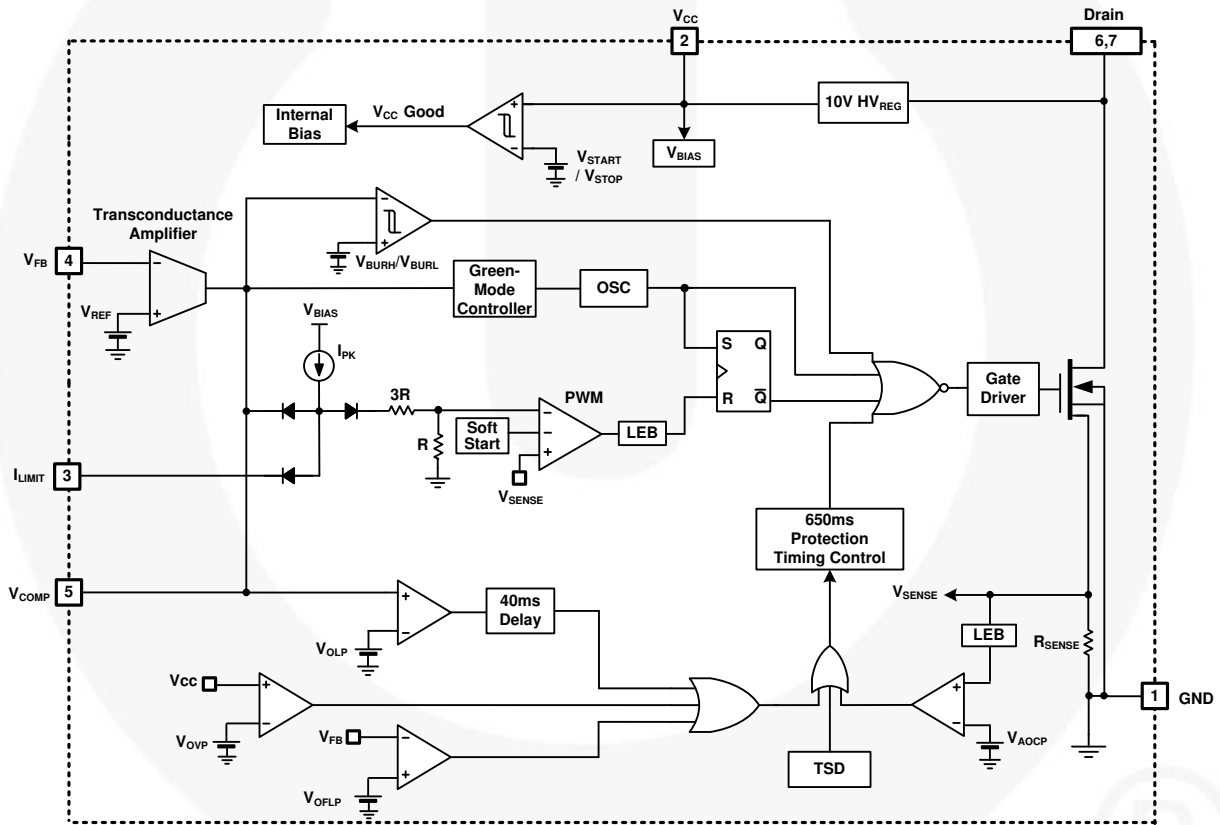 VCC
Drain
2
6,7
Internal
Bias
VCC Good
+
−
VSTART
/ VSTOP
VBIAS
10V HVREG
Transconductance
Amplifier
VFB
4
−
+
VREF
−
+
VBURH/VBURL
Green-
Mode
Controller
OSC
VBIAS
IPK
S Q
R Q̅
3R
R
Soft
Start
PWM
−
−
+
VSENSE
LEB
Gate
Driver
ILIMIT
3
650ms
Protection
Timing Control
VCOMP
5
+
−
VOLP
40ms
Delay
VSENSE
LEB
RSENSE
Vcc
+
−
VOVP
VFB
−
+
VOFLP
TSD
+
−
VAOCP
1
GND
R